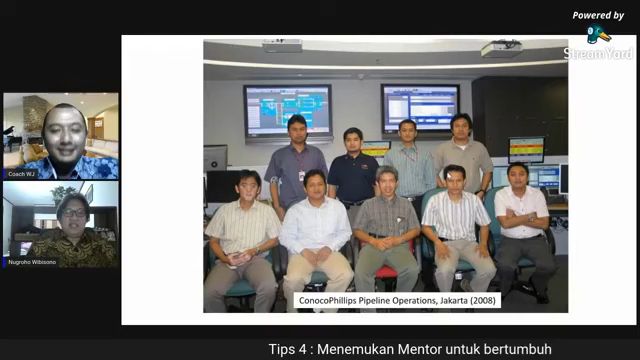 Powered by
StreamYard
Coach WJ
Nugroho Wibisono
ConocoPhillips Pipeline Operations, Jakarta (2008)
Tips 4 : Menemukan Mentor untuk bertumbuh